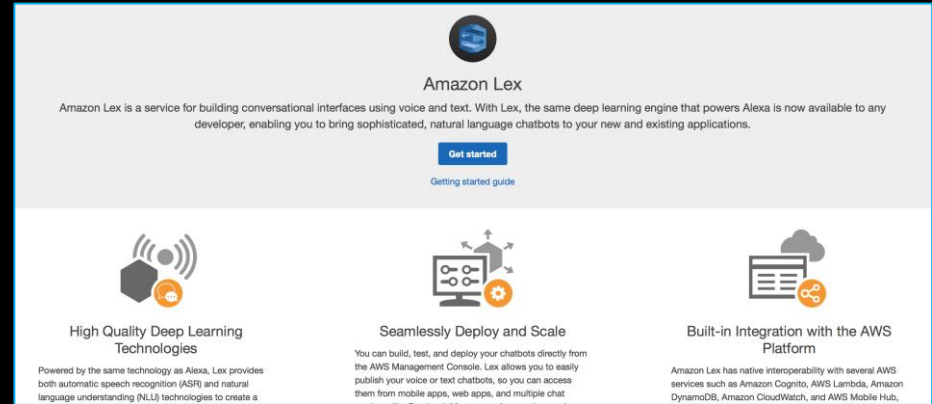 Amazon Lex
Amazon Lex is a service for building conversational interfaces using voice and text. With Lex, the same deep learning engine that powers Alexa is now available to any
developer, enabling you to bring sophisticated, natural language chatbots to your new and existing applications.
Get started
Getting started guide
High Quality Deep Learning
Technologies
Powered by the same technology as Alexa, Lex provides
both automatic speech recognition (ASR) and natural
language understanding (NLU) technologies to create a
Seamlessly Deploy and Scale
You can build, test, and deploy your chatbots directly from
the AWS Management Console. Lex allows you to easily
publish your voice or text chatbots, so you can access
them from mobile apps, web apps, and multiple chat
Built-in Integration with the AWS
Platform
Amazon Lex has native interoperability with several AWS
services such as Amazon Cognito, AWS Lambda, Amazon
DynamoDB, Amazon CloudWatch, and AWS Mobile Hub,